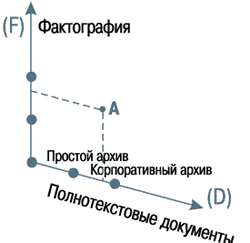 (F) Фактография
A
Простой архив
Корпоративный архив
(D)
Полнотекстовые документы